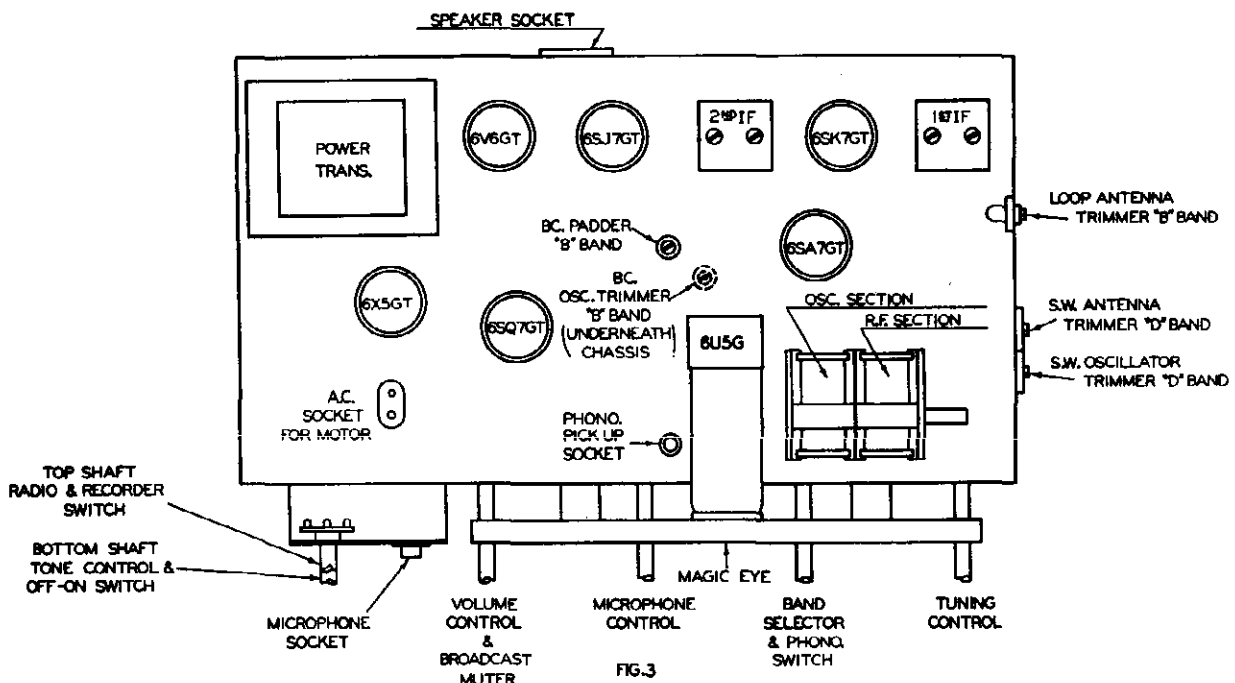 SPEAKER SOCKET
POWER
TRANS.
6V6GT
6SJ7GT
2ND IF
6SK7GT
1ST IF
LOOP ANTENNA
TRIMMER "B" BAND
BC. PADDER
"B" BAND
6SA7GT
BC.
OSC. TRIMMER
"B" BAND
(UNDERNEATH
CHASSIS)
6X5GT
6SQ7GT
OSC. SECTION
R.F. SECTION
6U5G
S.W. ANTENNA
TRIMMER "D" BAND
S.W. OSCILLATOR
TRIMMER "D" BAND
A.C.
SOCKET
FOR MOTOR
PHONO.
PICK UP
SOCKET
TOP SHAFT
RADIO & RECORDER
SWITCH
BOTTOM SHAFT
TONE CONTROL &
OFF-ON SWITCH
MICROPHONE
SOCKET
MAGIC EYE
VOLUME
CONTROL
&
BROADCAST
MUTER
MICROPHONE
CONTROL
BAND
SELECTOR
& PHONO.
SWITCH
TUNING
CONTROL
FIG.3